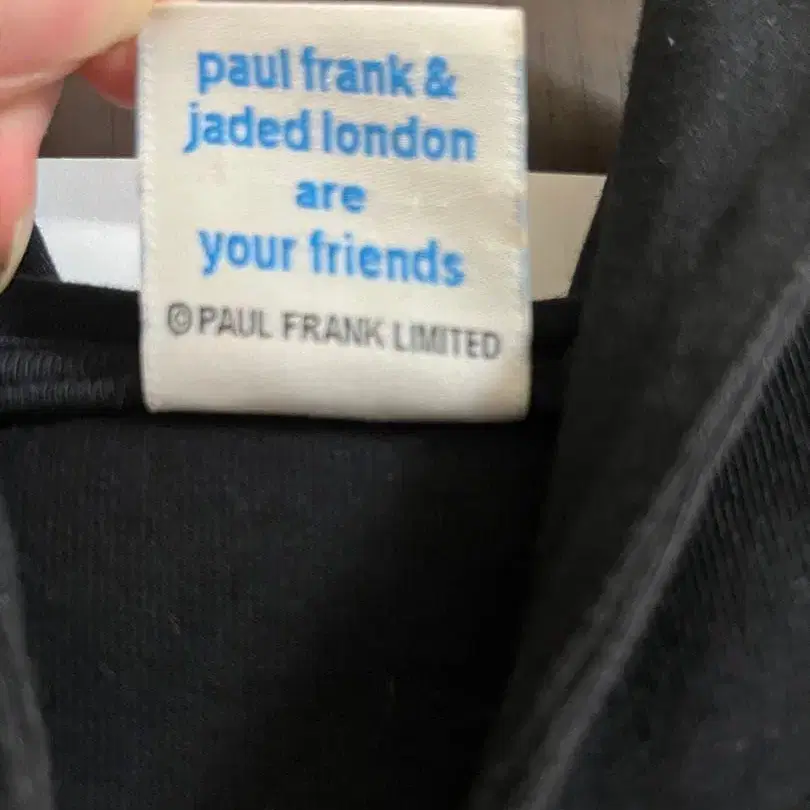 paul frank &
jaded london
are
your friends
©PAUL FRANK LIMITED